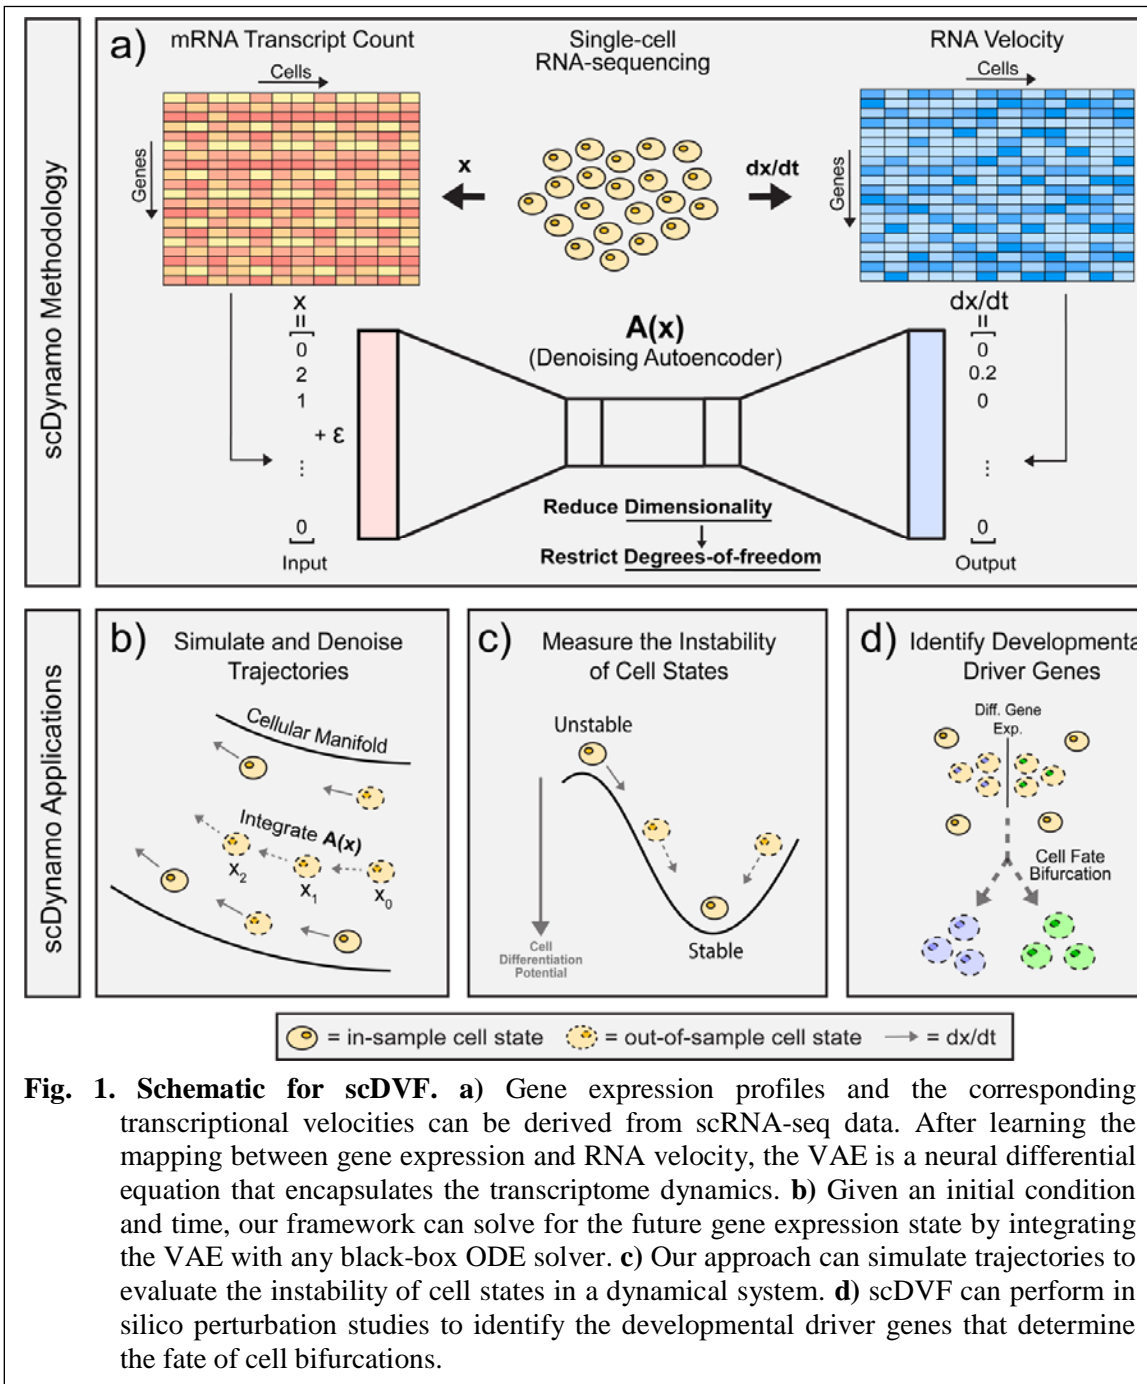 scDynamo Methodology
a)
mRNA Transcript Count
Cells
Genes
Single-cell
RNA-sequencing
x
dx/dt
RNA Velocity
Cells
Genes
x
=
0
2
1
+ ε
⋮
0
Input
A(x)
(Denoising Autoencoder)
Reduce Dimensionality
Restrict Degrees-of-freedom
dx/dt
=
0
0.2
0
⋮
0
Output
scDynamo Applications
b)
Simulate and Denoise
Trajectories
Cellular Manifold
Integrate A(x)
x2
x1
x0
c)
Measure the Instability
of Cell States
Unstable
Cell
Differentiation
Potential
Stable
d)
Identify Developmenta
Driver Genes
Diff. Gene
Exp.
Cell Fate
Bifurcation
= in-sample cell state
= out-of-sample cell state
= dx/dt
Fig. 1. Schematic for scDVF. a) Gene expression profiles and the corresponding
transcriptional velocities can be derived from scRNA-seq data. After learning the
mapping between gene expression and RNA velocity, the VAE is a neural differential
equation that encapsulates the transcriptome dynamics. b) Given an initial condition
and time, our framework can solve for the future gene expression state by integrating
the VAE with any black-box ODE solver. c) Our approach can simulate trajectories to
evaluate the instability of cell states in a dynamical system. d) scDVF can perform in
silico perturbation studies to identify the developmental driver genes that determine
the fate of cell bifurcations.